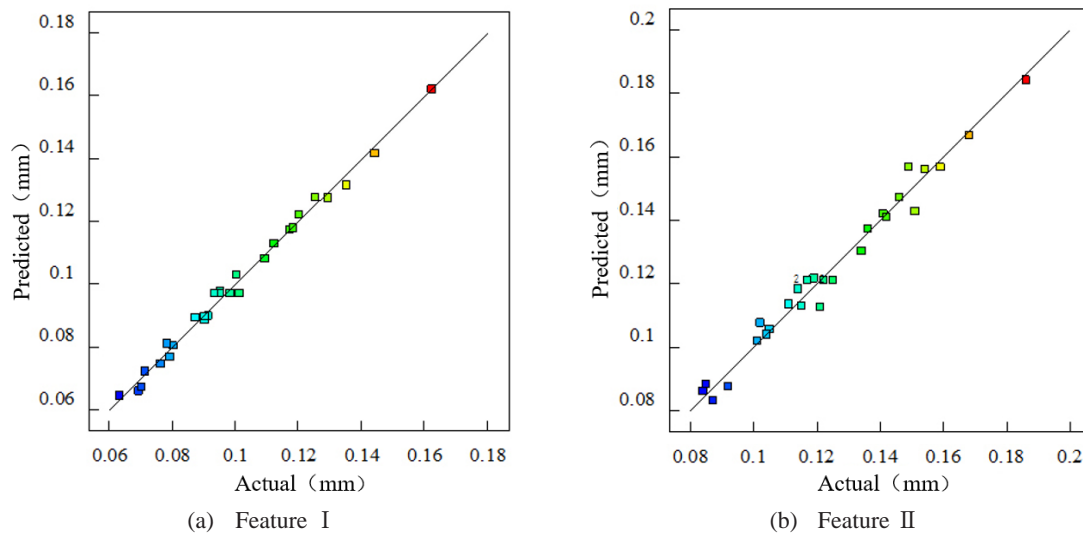 0.18
0.16
0.14
0.12
0.1
0.08
0.06
Predicted（mm）
0.06 0.08 0.1 0.12 0.14 0.16 0.18
Actual（mm）
(a) Feature Ⅰ
0.2
0.18
0.16
0.14
0.12
0.1
0.08
Predicted（mm）
2
0.08 0.1 0.12 0.14 0.16 0.18 0.2
Actual（mm）
(b) Feature Ⅱ